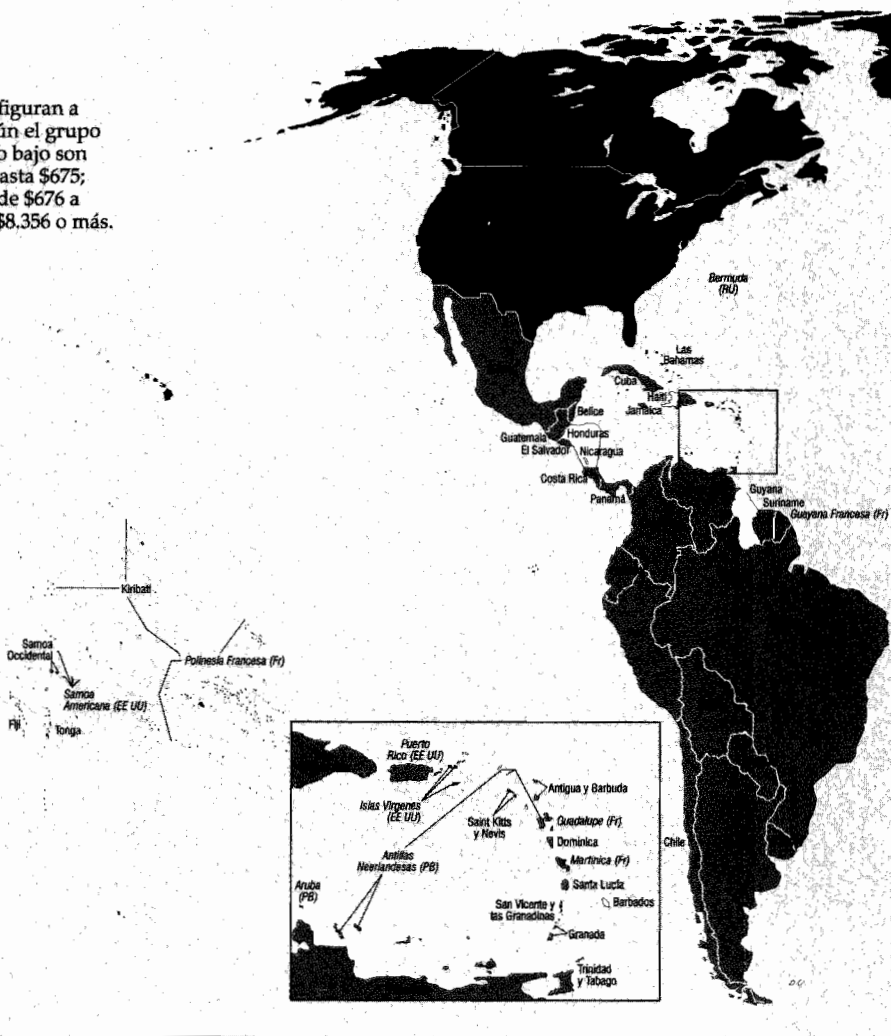 figuran a
ún el grupo
o bajo son
asta $675;
de $676 a
$8.356 o más.
Bermuda
(RU)
Las
Bahamas
Cuba
Haití
Jamaica
Belice
Guatemala
Honduras
El Salvador
Nicaragua
Costa Rica
Panamá
Guyana
Suriname
Guayana Francesa (Fr)
Kiribati
Samoa
Occidental
Polinesia Francesa (Fr)
Samoa
Americana (EE UU)
Fiji
Tonga
Chile
Puerto
Rico (EE UU)
Islas Vírgenes
(EE UU)
Antigua y Barbuda
Saint Kitts
y Nevis
Guadalupe (Fr)
Dominica
Antillas
Neerlandesas (PB)
Martinica (Fr)
Aruba
(PB)
Santa Lucía
San Vicente y
las Granadinas
Barbados
Granada
Trinidad
y Tabago